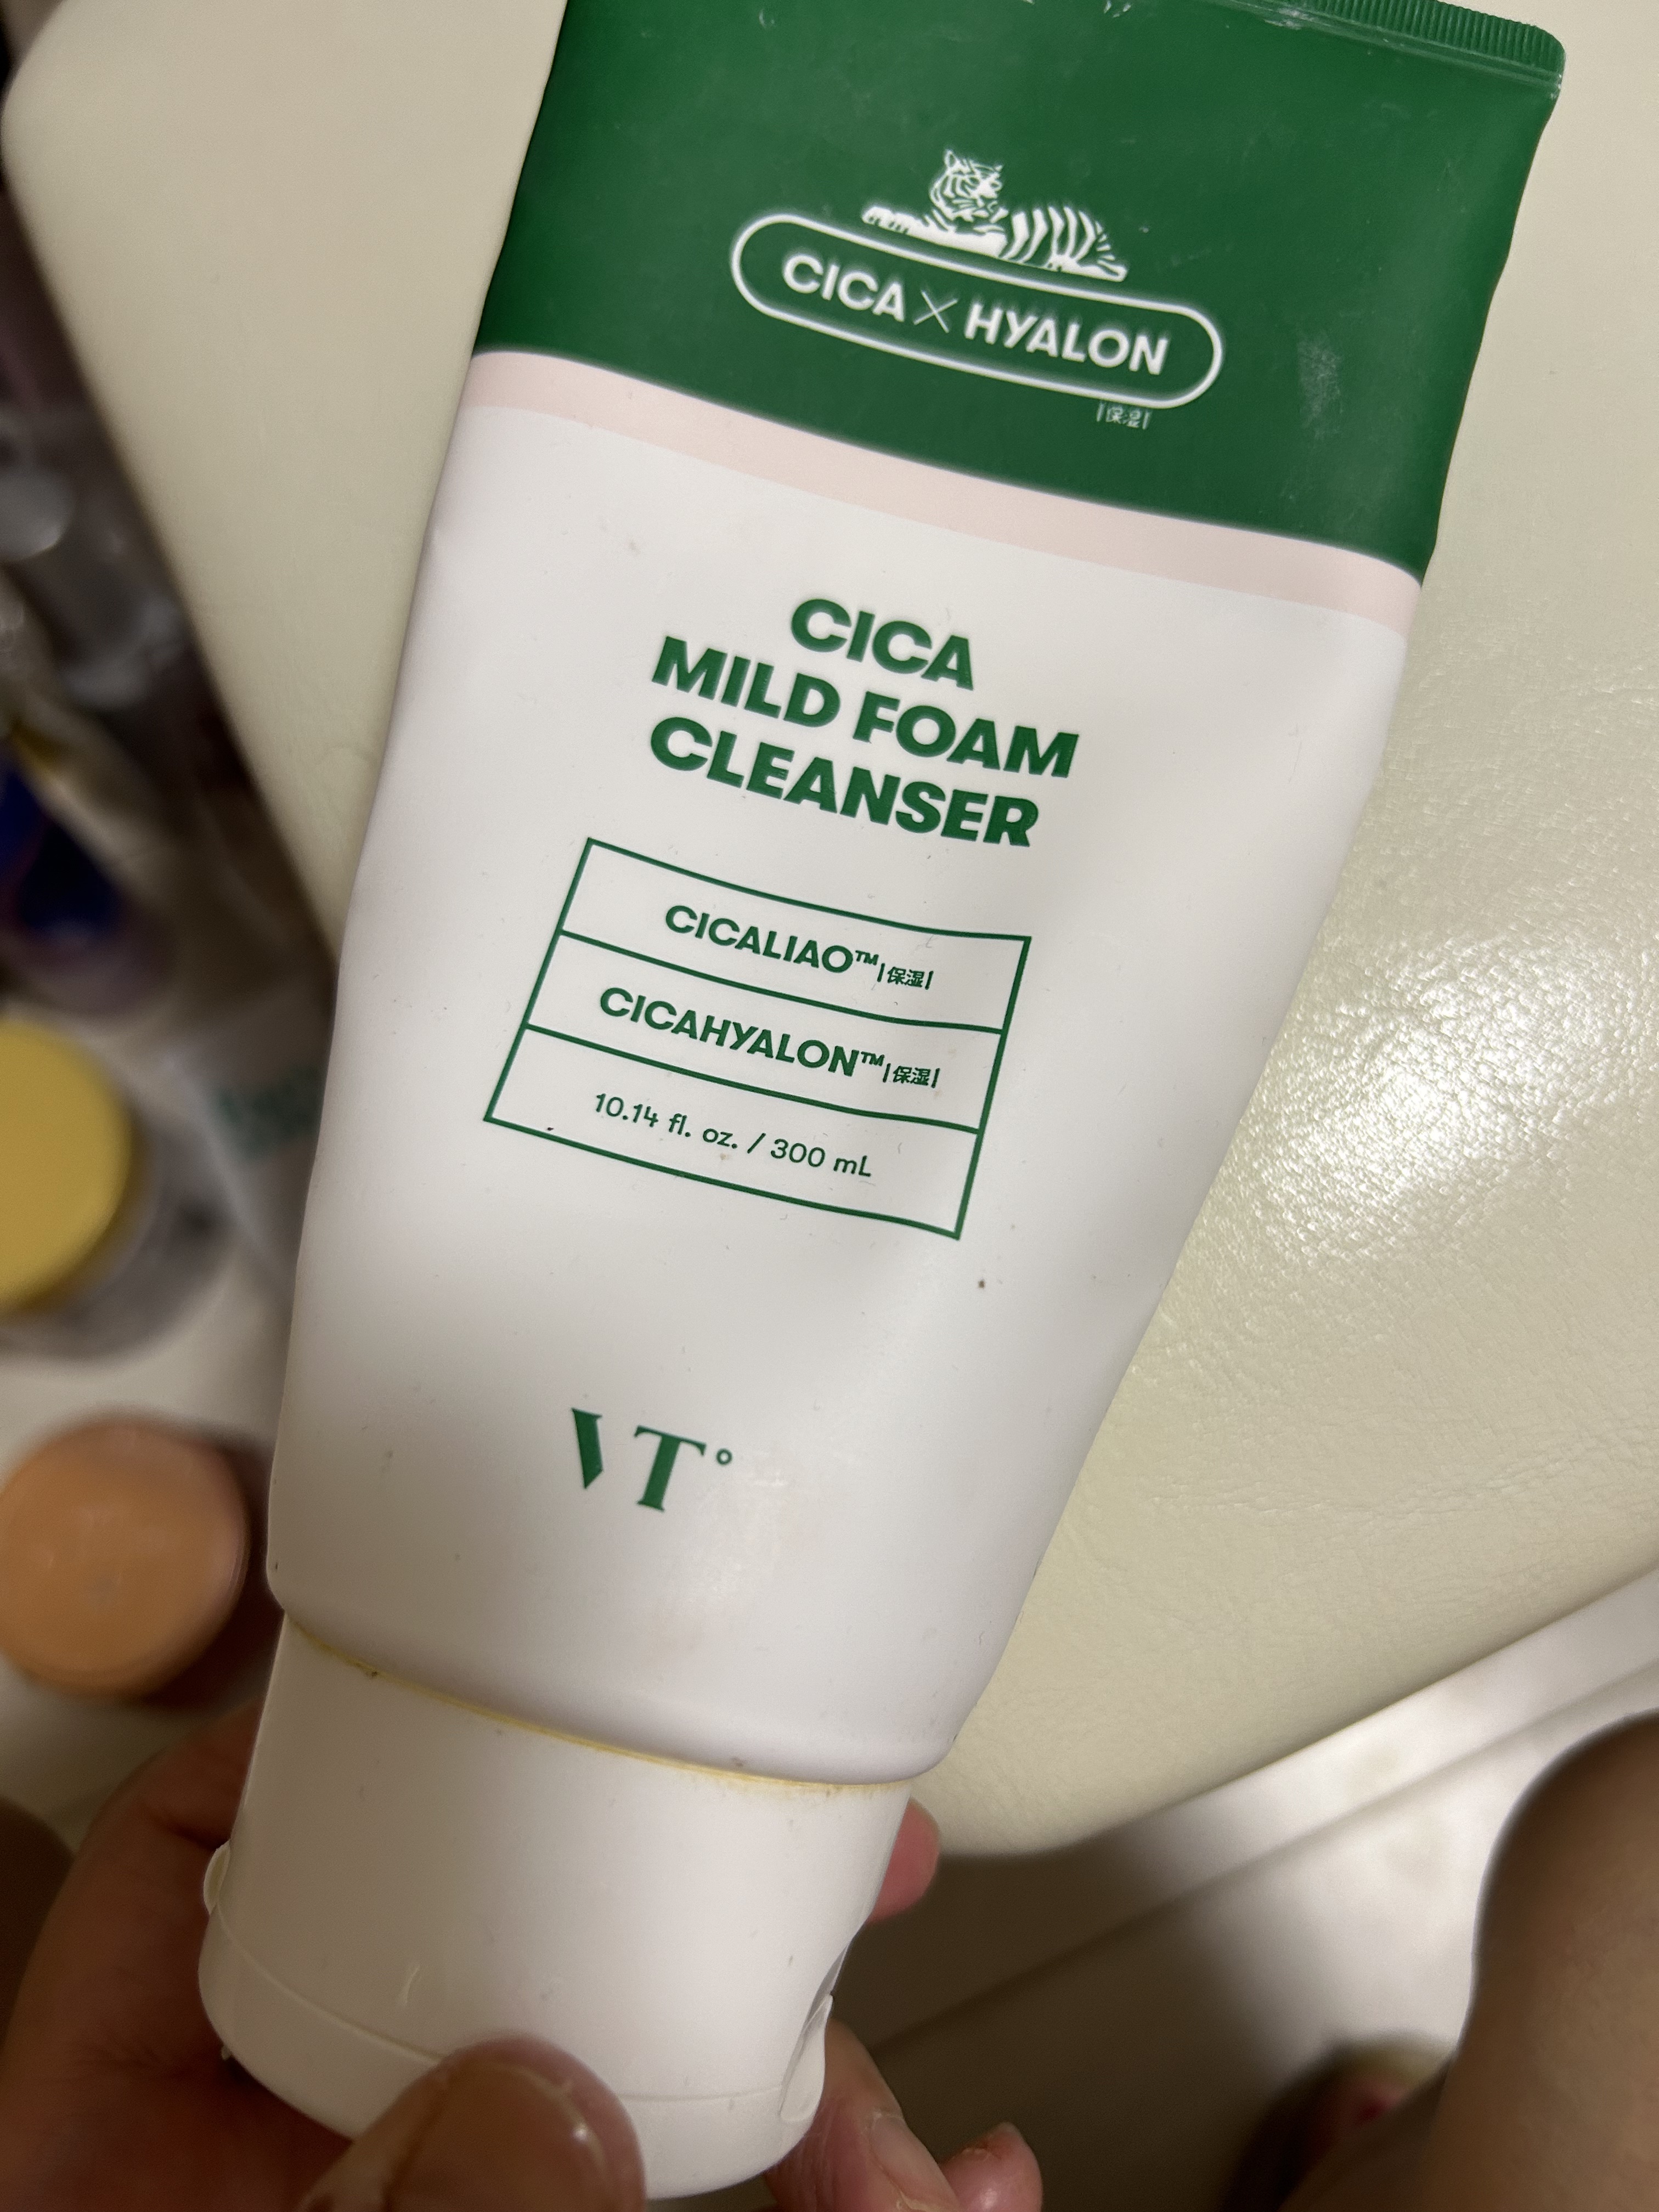 CICA X HYALON
|保湿|
CICA
MILD FOAM
CLEANSER
CICALIAO™|保湿|
CICAHYALON™|保湿|
10.14 fl. oz. / 300 mL
VT°